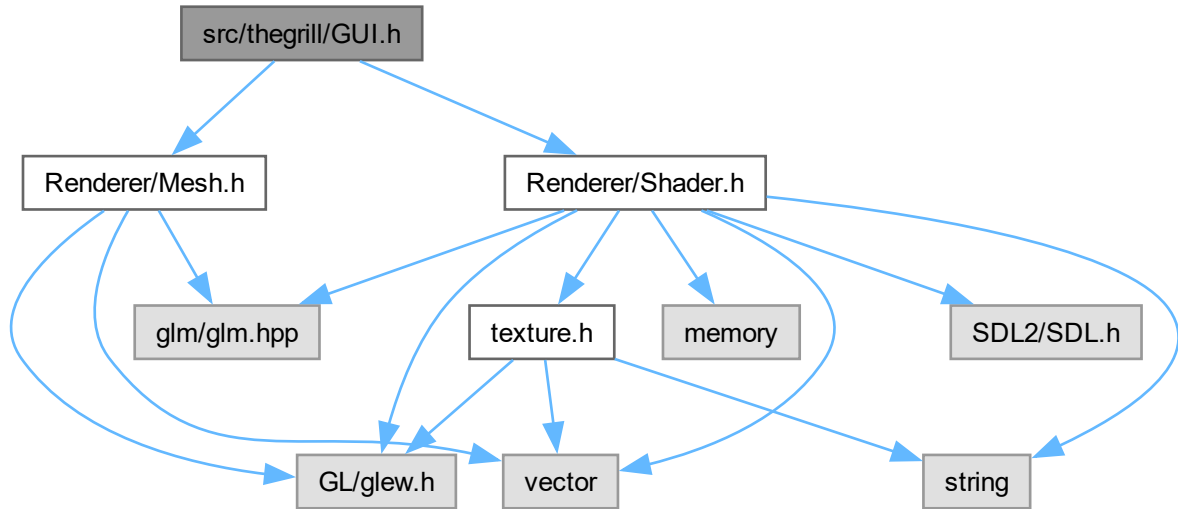 src/thegrill/GUI.h
Renderer/Mesh.h
Renderer/Shader.h
glm/glm.hpp
texture.h
memory
SDL2/SDL.h
GL/glew.h
vector
string